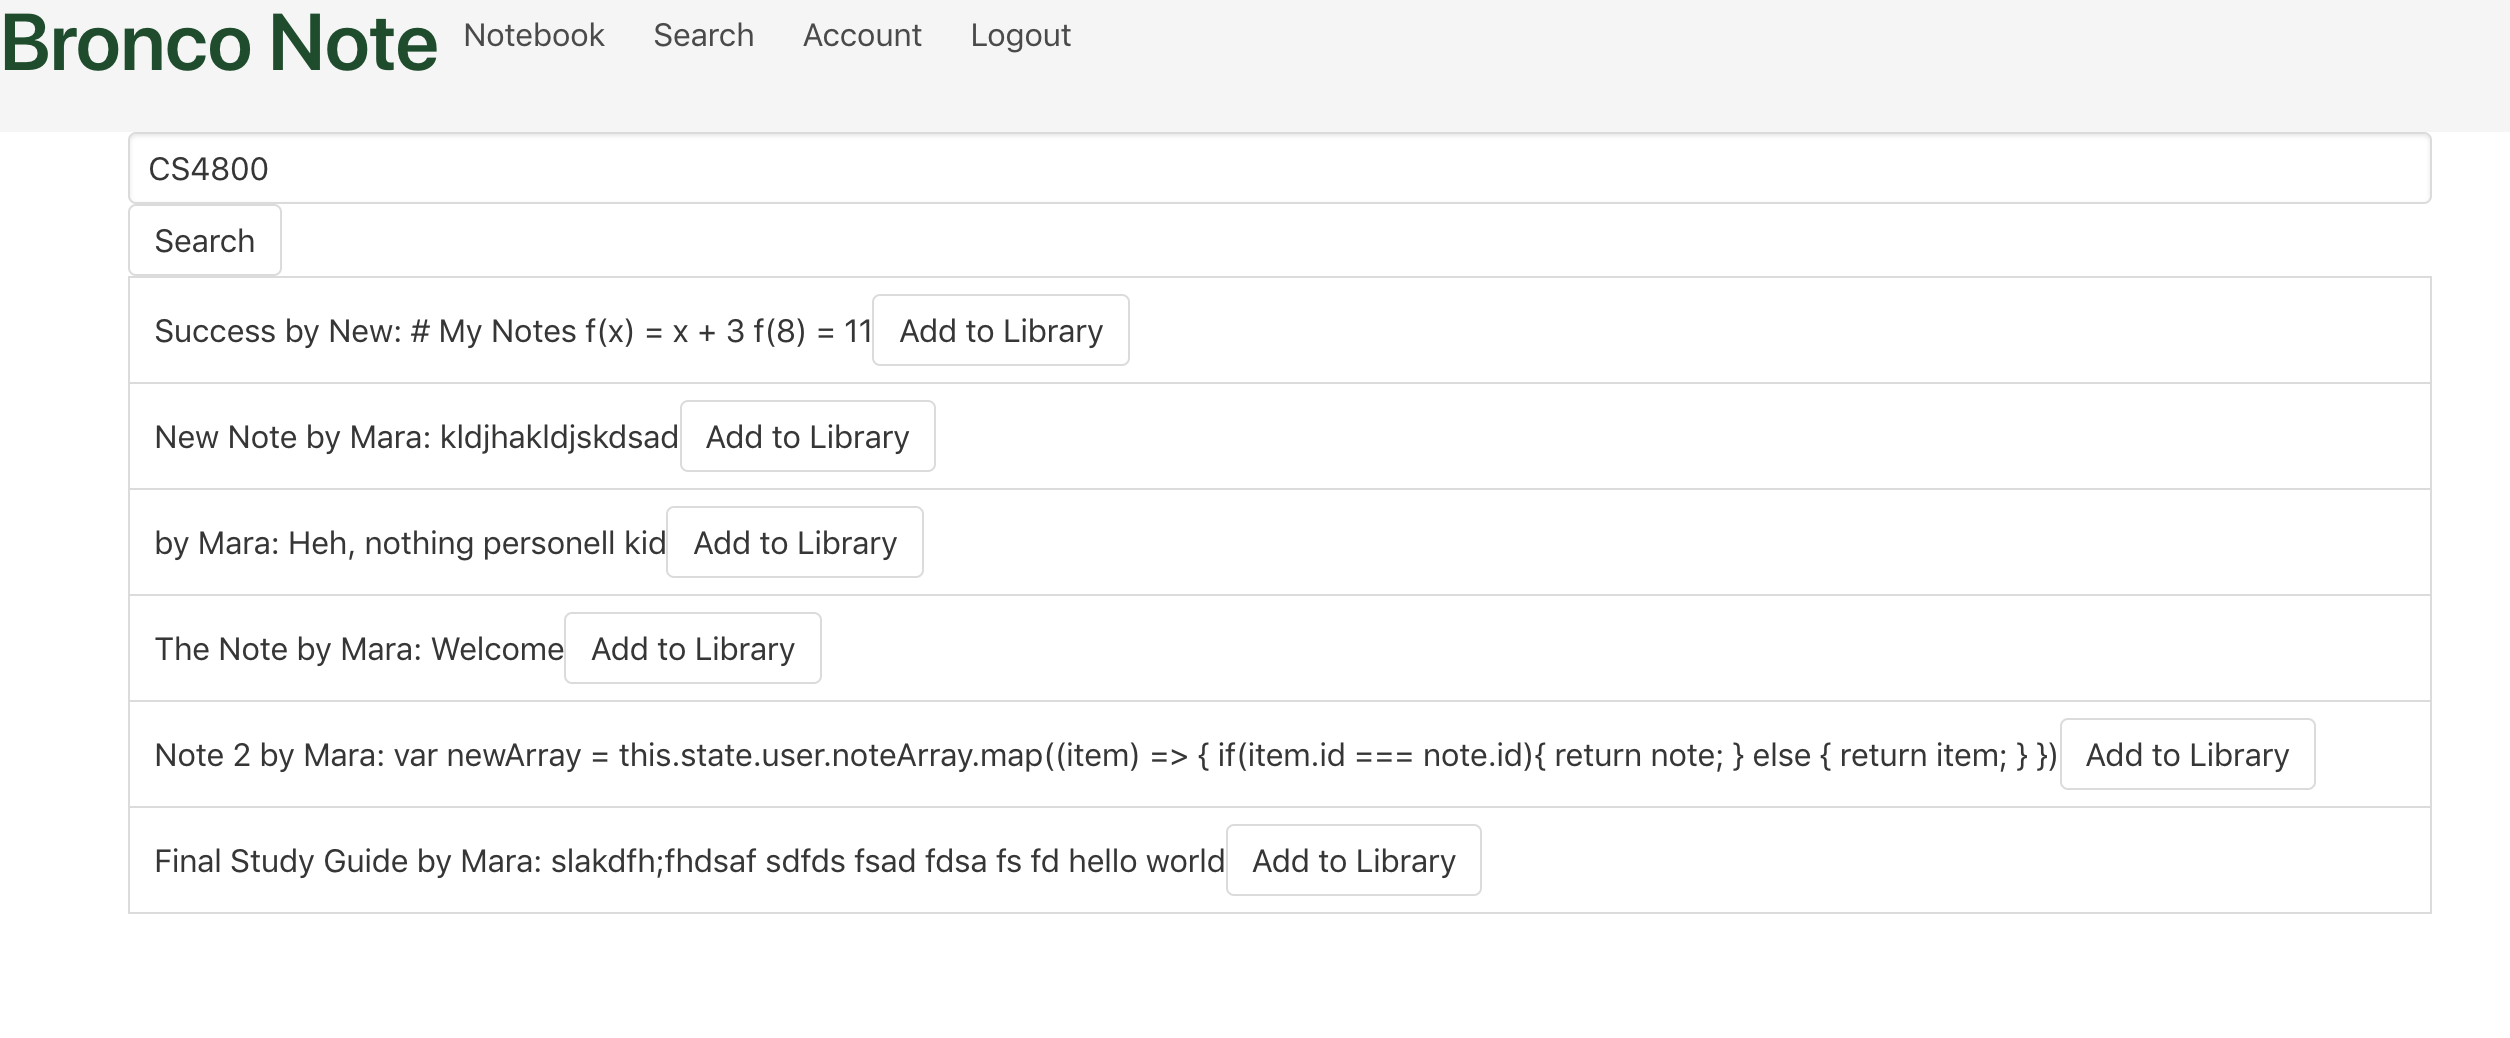 Bronco Note Notebook Search Account Logout
CS4800
Search
Success by New: # My Notes f(x) = x + 3 f(8) = 11 Add to Library
New Note by Mara: kldjhakldjskdsad Add to Library
by Mara: Heh, nothing personell kid Add to Library
The Note by Mara: Welcome Add to Library
Note 2 by Mara: var newArray = this.state.user.noteArray.map((item) => { if(item.id === note.id){ return note; } else { return item; } }) Add to Library
Final Study Guide by Mara: slakdfh;fhdsaf sdfds fsad fdsa fs fd hello world Add to Library